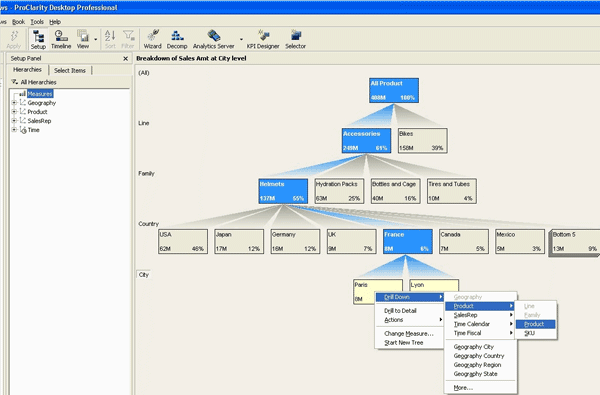 ws - ProClarity Desktop Professional
ws Book Tools Help
Apply Setup Timeline View Sort Filter Wizard Decomp Analytics Server KPI Designer Selector
Setup Panel
Breakdown of Sales Amt at City level
Hierarchies Select Items
All Hierarchies
Measures
Geography
Product
SalesRep
Time
(All)
All Product
408M 100%
Line
Accessories
249M 61%
Bikes
158M 39%
Family
Helmets
137M 55%
Hydration Packs
63M 25%
Bottles and Cage
40M 16%
Tires and Tubes
10M 4%
Country
USA
62M 46%
Japan
17M 12%
Germany
16M 12%
UK
9M 7%
France
8M 6%
Canada
7M 5%
Mexico
5M 3%
Bottom 5
13M 9%
City
Paris
Lyon
Drill Down
Drill to Detail
Actions
Change Measure...
Start New Tree
Geography
Product
SalesRep
Time Calendar
Time Fiscal
Geography City
Geography Country
Geography Region
Geography State
More...
Line
Family
Product
SKU